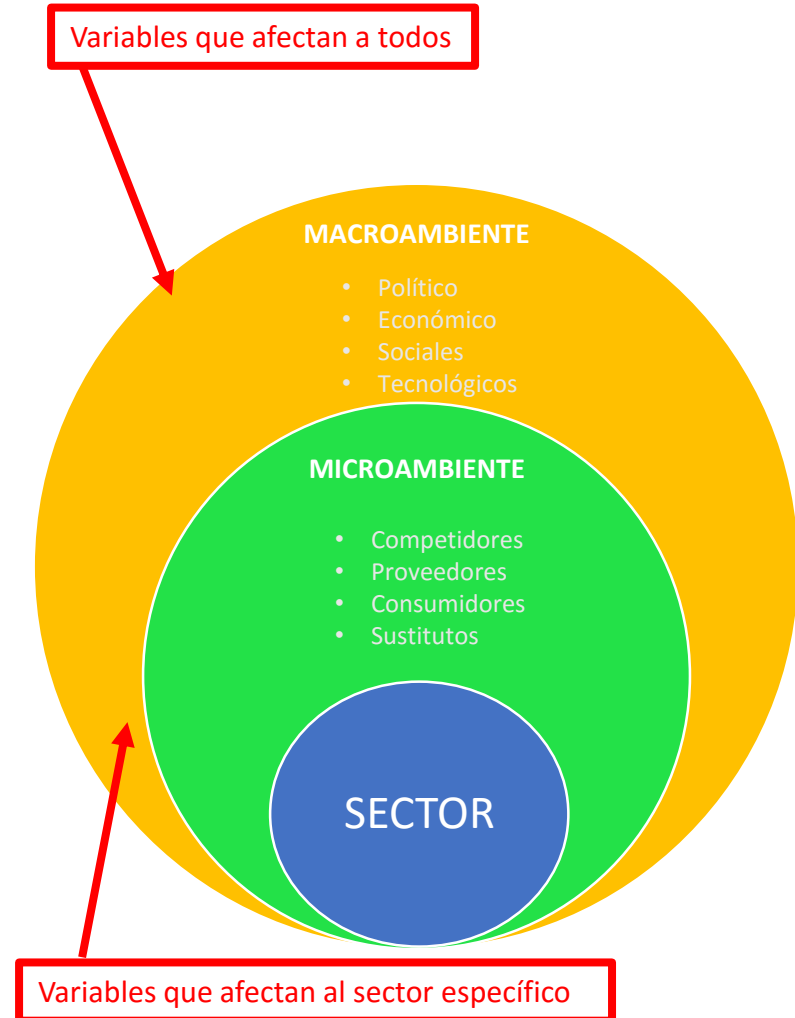 Variables que afectan a todos
MACROAMBIENTE
• Político
• Económico
• Sociales
• Tecnológicos
MICROAMBIENTE
• Competidores
• Proveedores
• Consumidores
• Sustitutos
SECTOR
Variables que afectan al sector específico